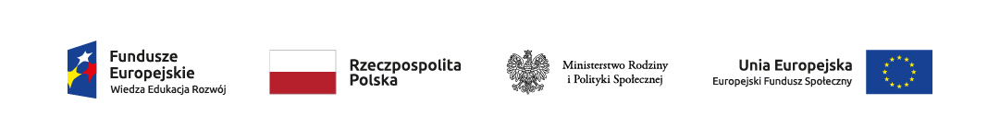 Fundusze
Europejskie
Wiedza Edukacja Rozwój
Rzeczpospolita
Polska
Ministerstwo Rodziny
i Polityki Społecznej
Unia Europejska
Europejski Fundusz Społeczny